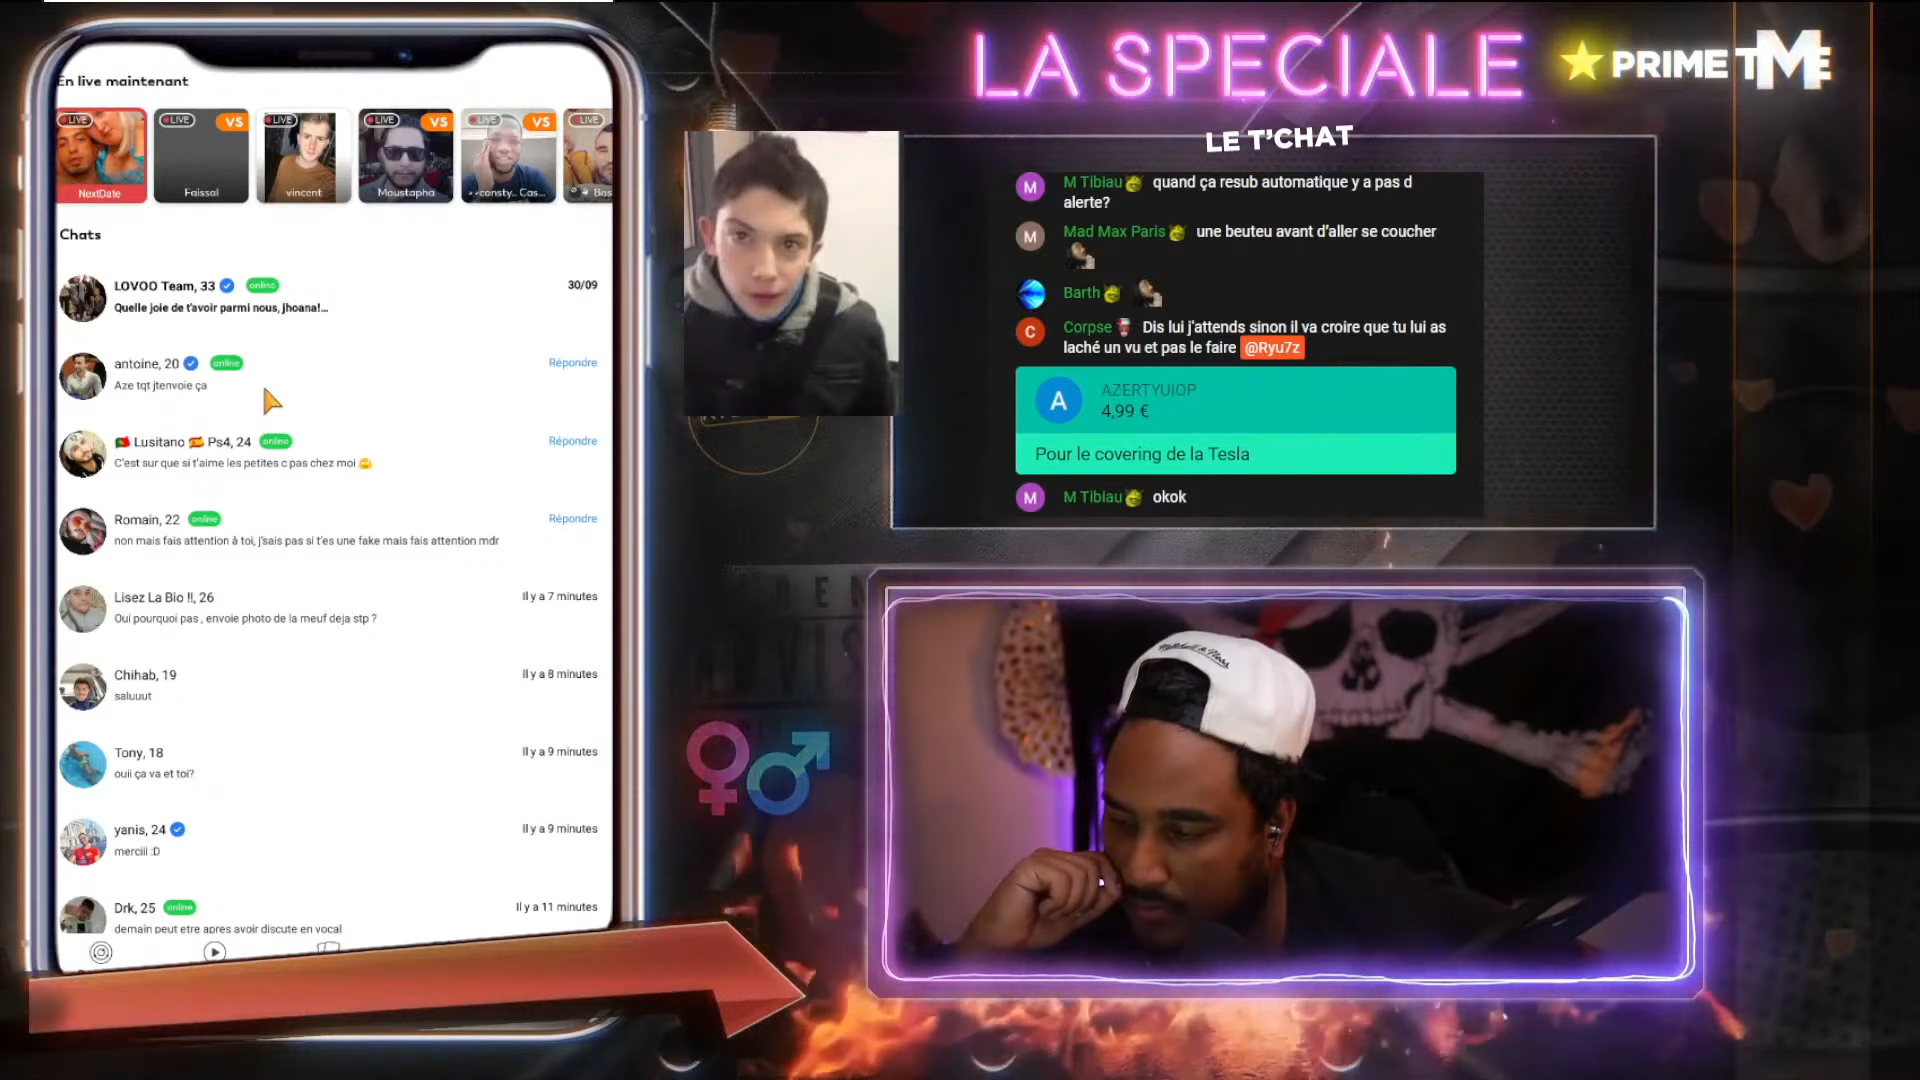 LA SPECIALE
PRIME TIME
En live maintenant
LIVE
NextDate
LIVE
VS
Faissal
LIVE
vincent
LIVE
VS
Moustapha
LIVE
VS
consty.. Cas...
LIVE
Bas
Chats
LOVOO Team, 33 online 30/09
Quelle joie de t'avoir parmi nous, jhoana!...
antoine, 20 online Répondre
Aze tqt jtenvoie ça
Lusitano Ps4, 24 online Répondre
C'est sur que si t'aime les petites c pas chez moi
Romain, 22 online Répondre
non mais fais attention à toi, j'sais pas si t'es une fake mais fais attention mdr
Lisez La Bio !!, 26 Il y a 7 minutes
Oui pourquoi pas , envoie photo de la meuf deja stp ?
Chihab, 19 Il y a 8 minutes
saluuut
Tony, 18 Il y a 9 minutes
ouii ça va et toi?
yanis, 24 Il y a 9 minutes
merciii :D
Drk, 25 online Il y a 11 minutes
demain peut etre apres avoir discute en vocal
LE T'CHAT
M
M Tibiau quand ça resub automatique y a pas d
alerte?
M
Mad Max Paris une beuteu avant d'aller se coucher
Barth
C
Corpse Dis lui j'attends sinon il va croire que tu lui as
laché un vu et pas le faire @Ryu7z
A
AZERTYUIOP
4,99 €
Pour le covering de la Tesla
M
M Tibiau okok
Mitchell & Ness